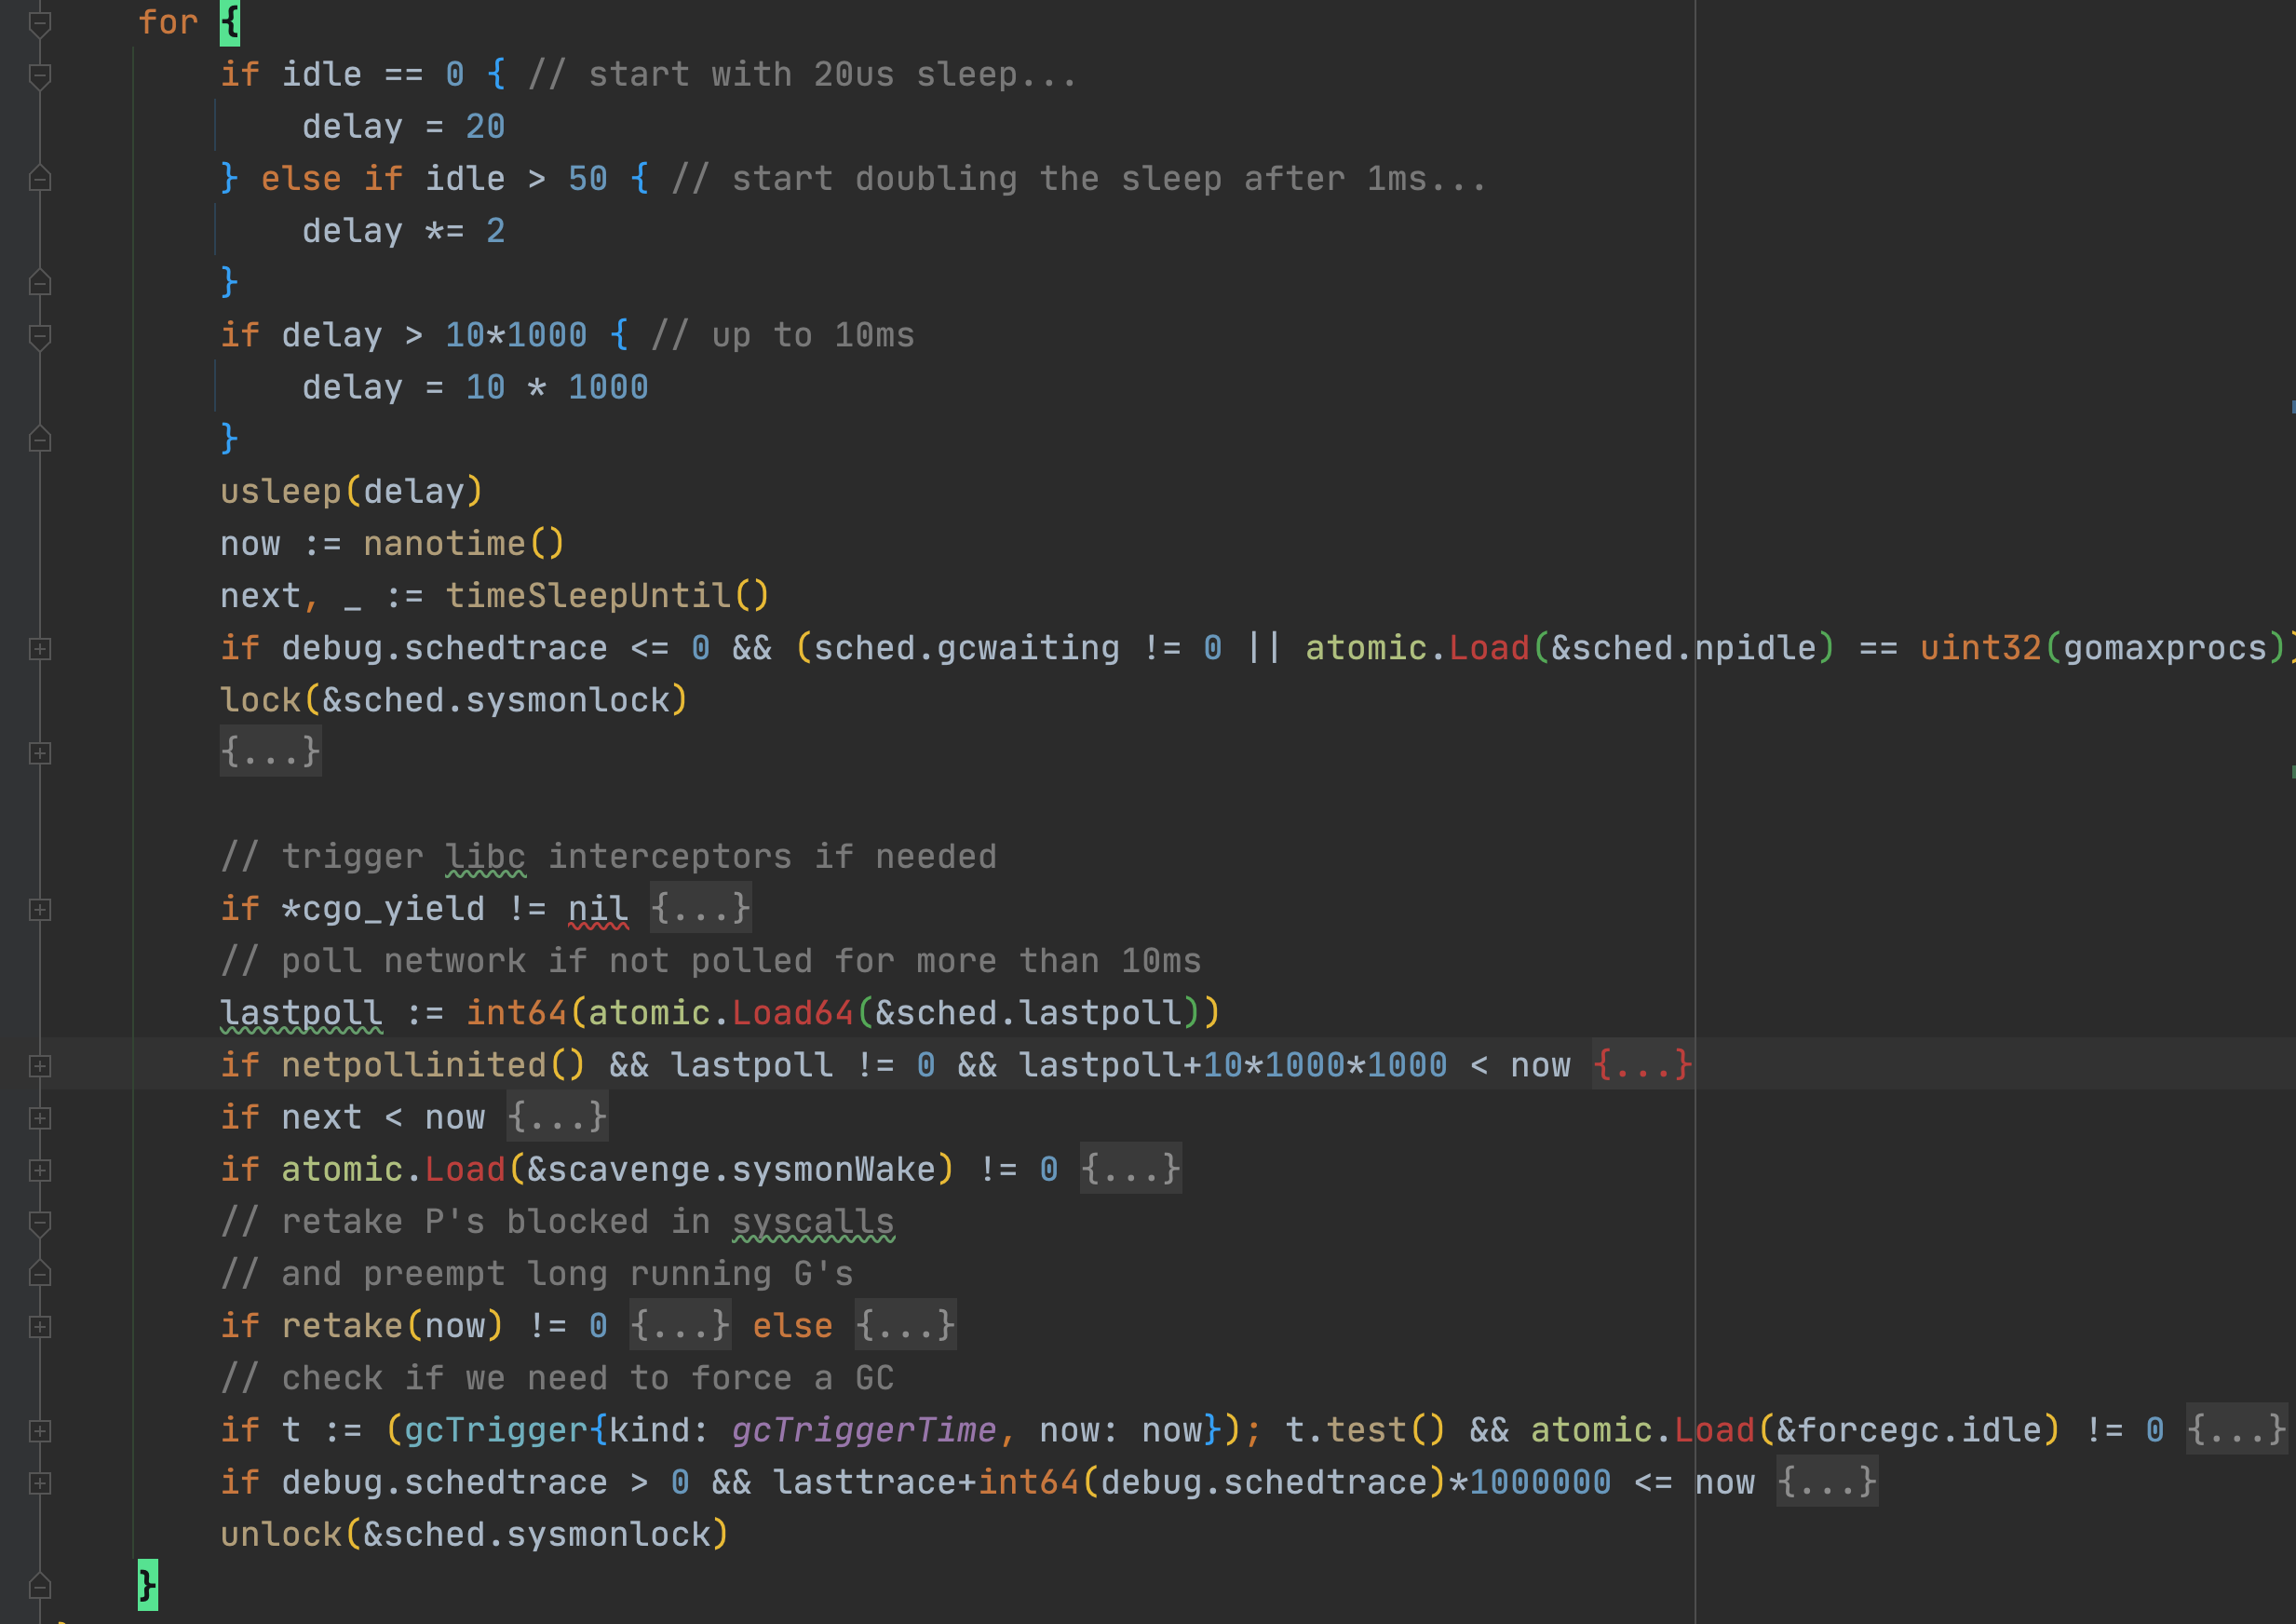 for {
if idle == 0 { // start with 20us sleep...
delay = 20
} else if idle > 50 { // start doubling the sleep after 1ms...
delay *= 2
}
if delay > 10*1000 { // up to 10ms
delay = 10 * 1000
}
usleep(delay)
now := nanotime()
next, _ := timeSleepUntil()
if debug.schedtrace <= 0 && (sched.gcwaiting != 0 || atomic.Load(&sched.npidle) == uint32(gomaxprocs))
lock(&sched.sysmonlock)
{...}
// trigger libc interceptors if needed
if *cgo_yield != nil {...}
// poll network if not polled for more than 10ms
lastpoll := int64(atomic.Load64(&sched.lastpoll))
if netpollinited() && lastpoll != 0 && lastpoll+10*1000*1000 < now {...}
if next < now {...}
if atomic.Load(&scavenge.sysmonWake) != 0 {...}
// retake P's blocked in syscalls
// and preempt long running G's
if retake(now) != 0 {...} else {...}
// check if we need to force a GC
if t := (gcTrigger{kind: gcTriggerTime, now: now}); t.test() && atomic.Load(&forcegc.idle) != 0 {...}
if debug.schedtrace > 0 && lasttrace+int64(debug.schedtrace)*1000000 <= now {...}
unlock(&sched.sysmonlock)
}